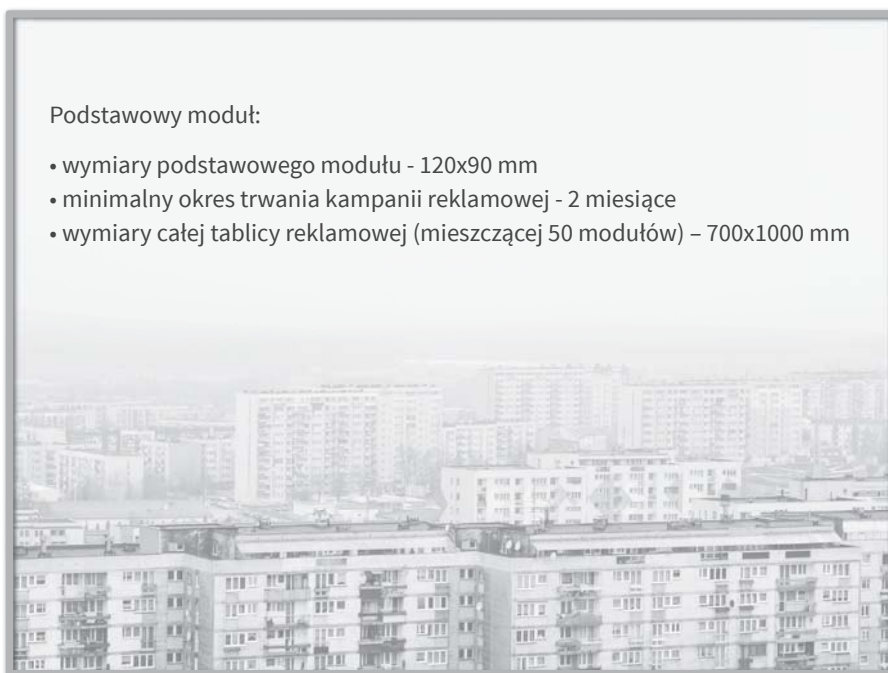 Podstawowy moduł:
• wymiary podstawowego modułu - 120x90 mm
• minimalny okres trwania kampanii reklamowej - 2 miesiące
• wymiary całej tablicy reklamowej (mieszczącej 50 modułów) – 700x1000 mm